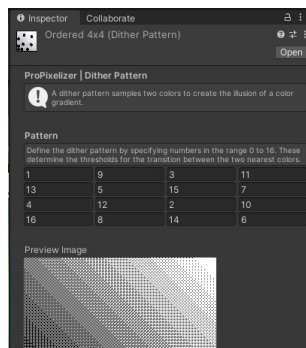 Inspector Collaborate
Ordered 4x4 (Dither Pattern)
Open
ProPixelizer | Dither Pattern
A dither pattern samples two colors to create the illusion of a color
gradient.
Pattern
Define the dither pattern by specifying numbers in the range 0 to 16. These
determine the thresholds for the transition between the two nearest colors.
1 9 3 11
13 5 15 7
4 12 2 10
16 8 14 6
Preview Image